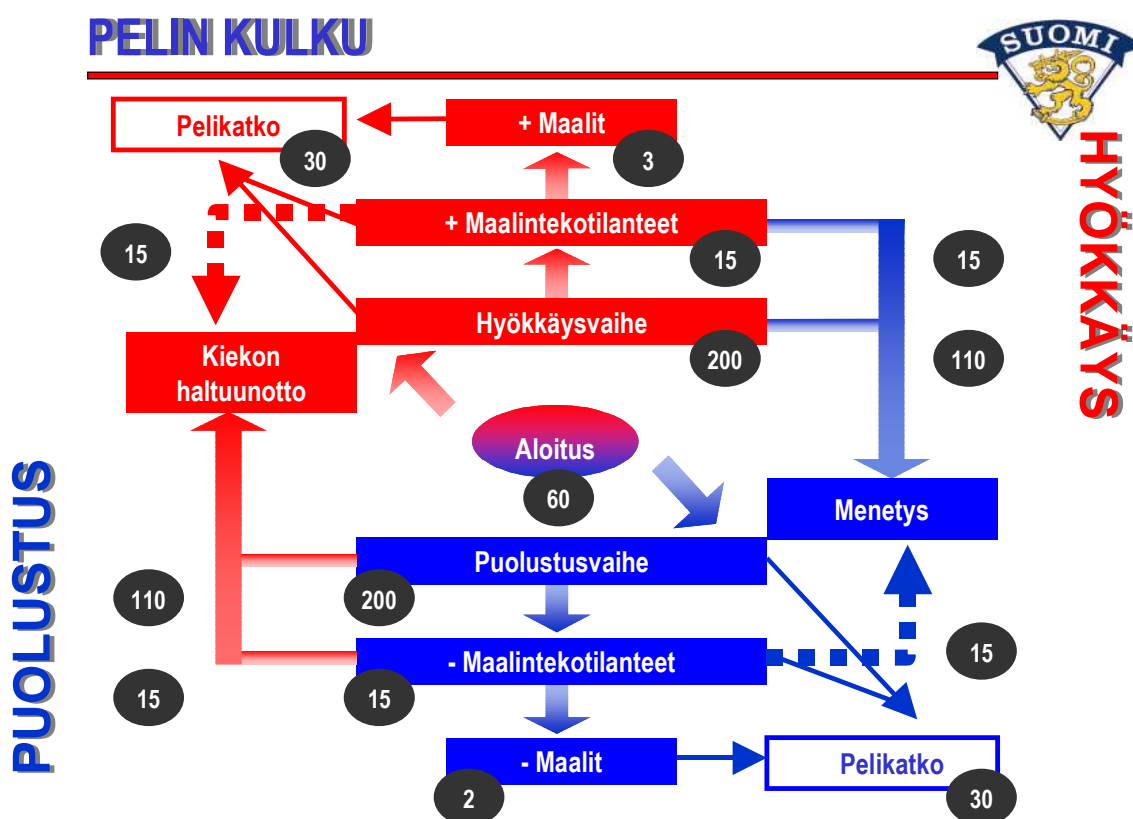 PELIN KULKU
SUOMI
Pelikatko
30
+ Maalit
3
+ Maalintekotilanteet
15
15
15
HYÖKKÄYS
Hyökkäysvaihe
200
110
Kiekon
haltuunotto
Aloitus
60
Menetys
PUOLUSTUS
Puolustusvaihe
110
200
- Maalintekotilanteet
15
15
15
- Maalit
2
Pelikatko
30